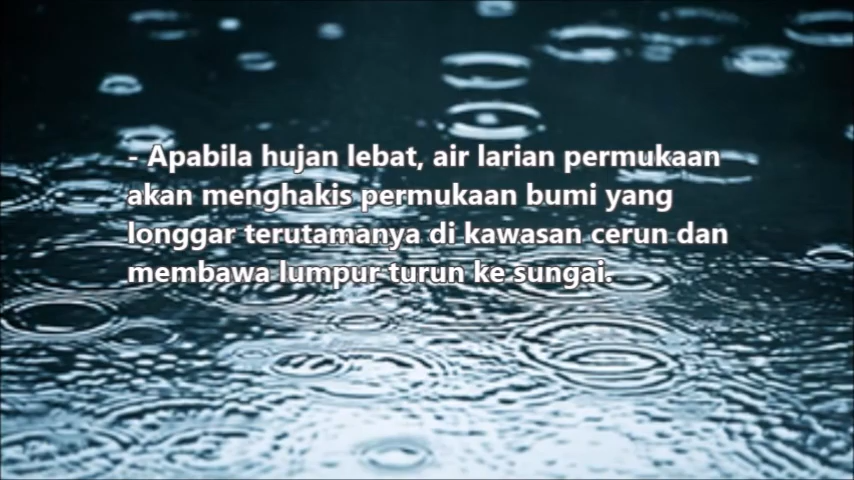 - Apabila hujan lebat, air larian permukaan
akan menghakis permukaan bumi yang
longgar terutamanya di kawasan cerun dan
membawa lumpur turun ke sungai.